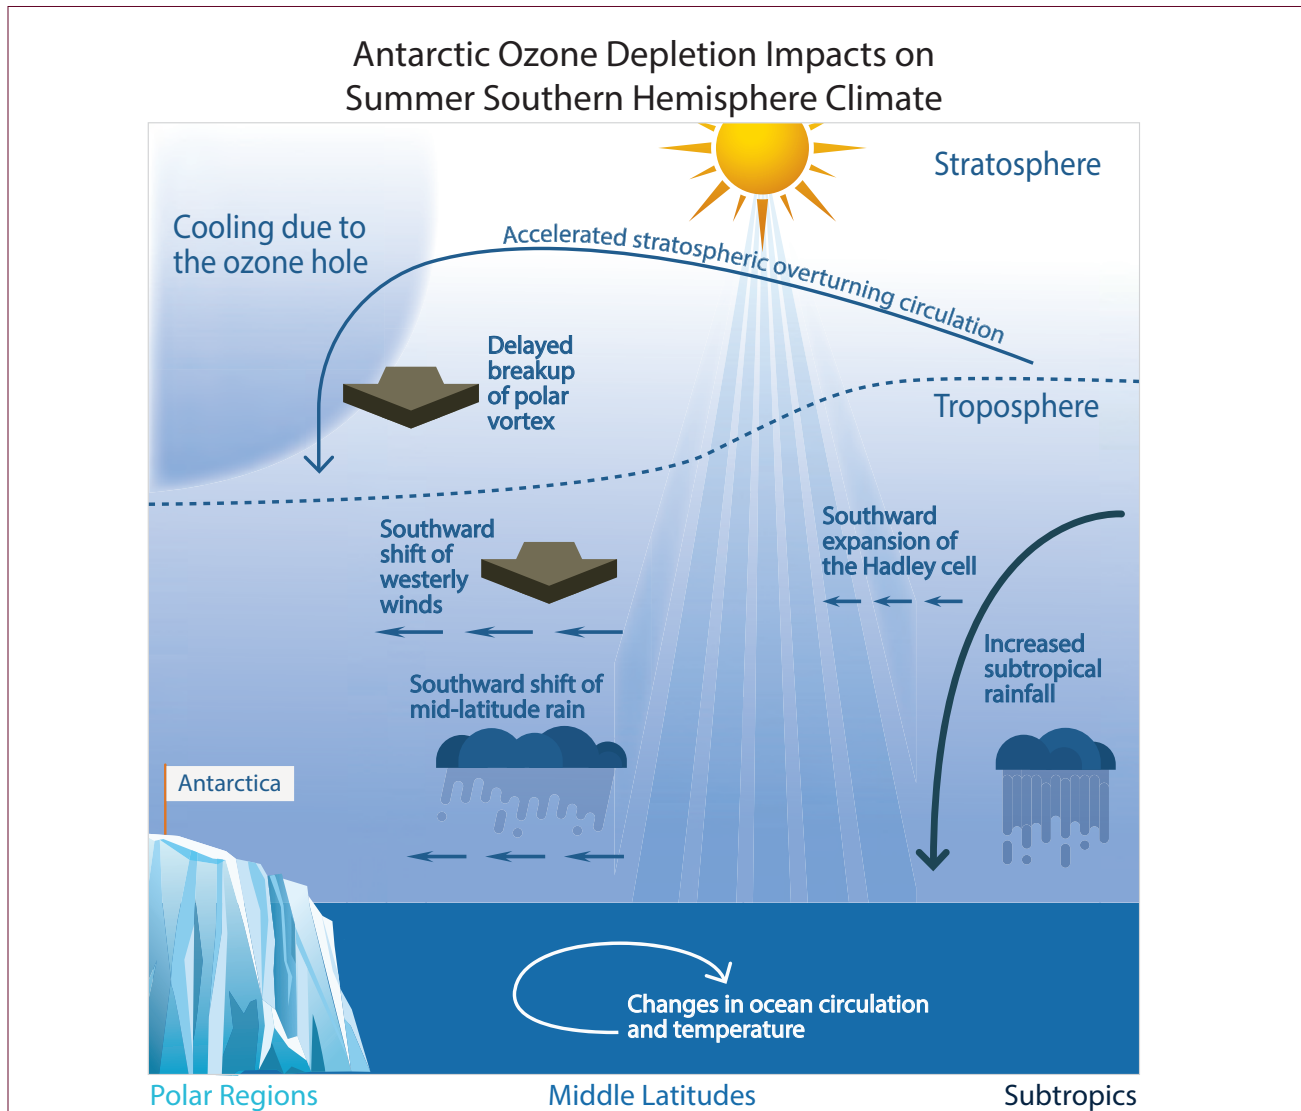 Antarctic Ozone Depletion Impacts on
Summer Southern Hemisphere Climate
Stratosphere
Cooling due to
the ozone hole
Accelerated stratospheric overturning circulation
Delayed
breakup
of polar
vortex
Troposphere
Southward
shift of
westerly
winds
Southward
expansion of
the Hadley cell
Increased
subtropical
rainfall
Southward shift of
mid-latitude rain
Antarctica
Changes in ocean circulation
and temperature
Polar Regions
Middle Latitudes
Subtropics